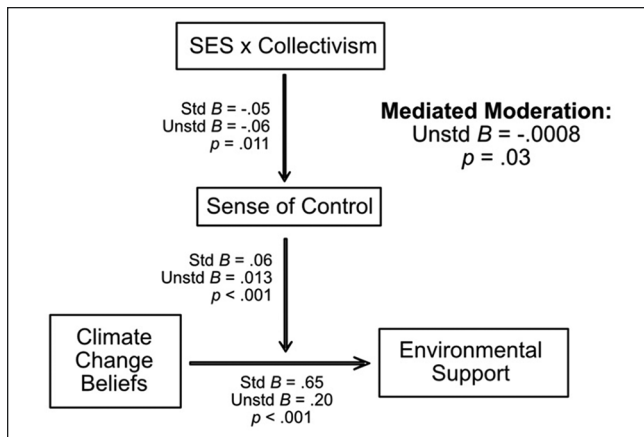 SES x Collectivism
Std B = -.05
Unstd B = -.06
p = .011
Mediated Moderation:
Unstd B = -.0008
p = .03
Sense of Control
Std B = .06
Unstd B = .013
p < .001
Climate
Change
Beliefs
Environmental
Support
Std B = .65
Unstd B = .20
p < .001